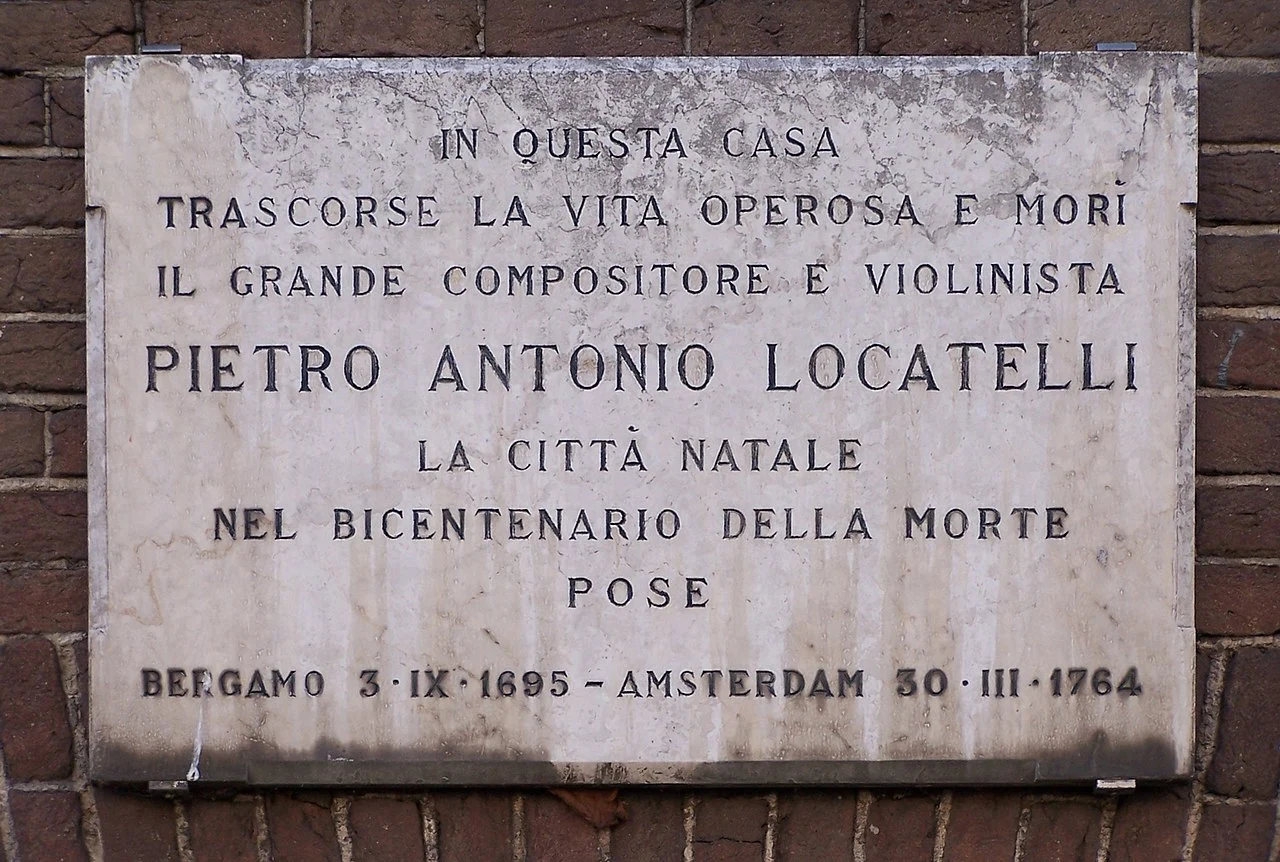 IN QUESTA CASA
TRASCORSE LA VITA OPEROSA E MORÌ
IL GRANDE COMPOSITORE E VIOLINISTA
PIETRO ANTONIO LOCATELLI
LA CITTÀ NATALE
NEL BICENTENARIO DELLA MORTE
POSE
BERGAMO 3·IX·1695 – AMSTERDAM 30·III·1764